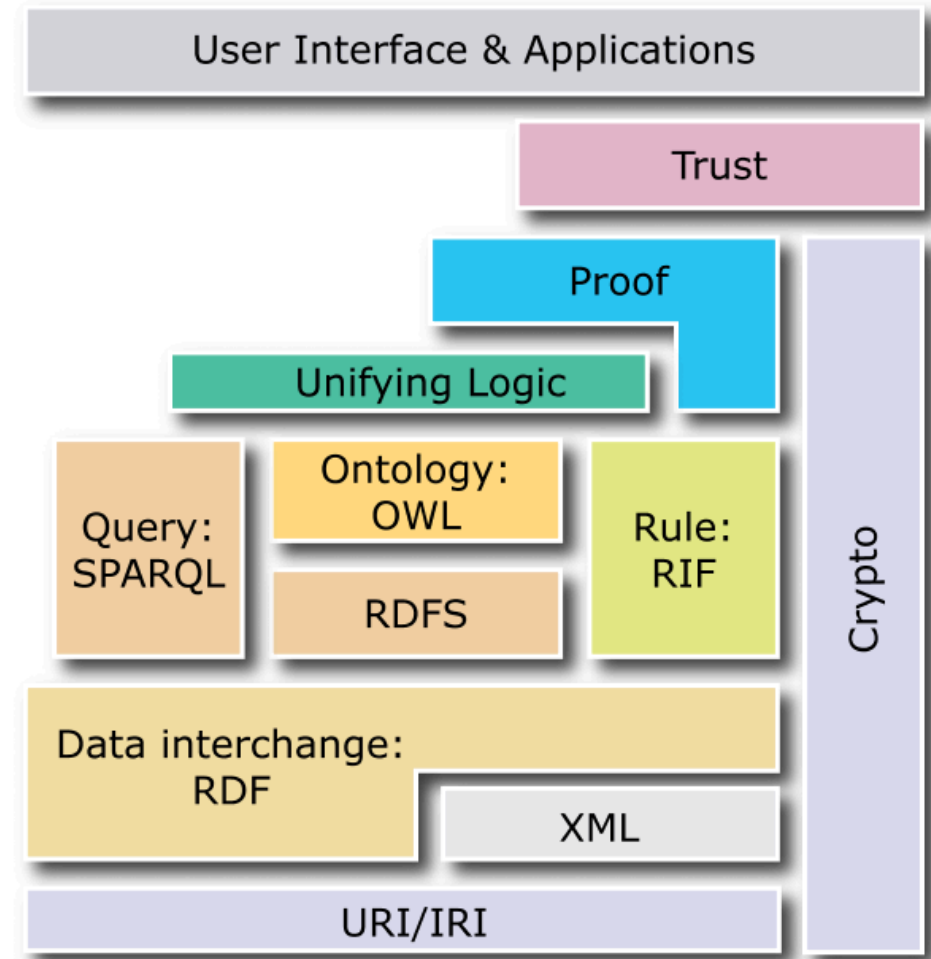 User Interface & Applications
Trust
Proof
Unifying Logic
Ontology:
OWL
Query:
SPARQL
Rule:
RIF
RDFS
Crypto
Data interchange:
RDF
XML
URI/IRI